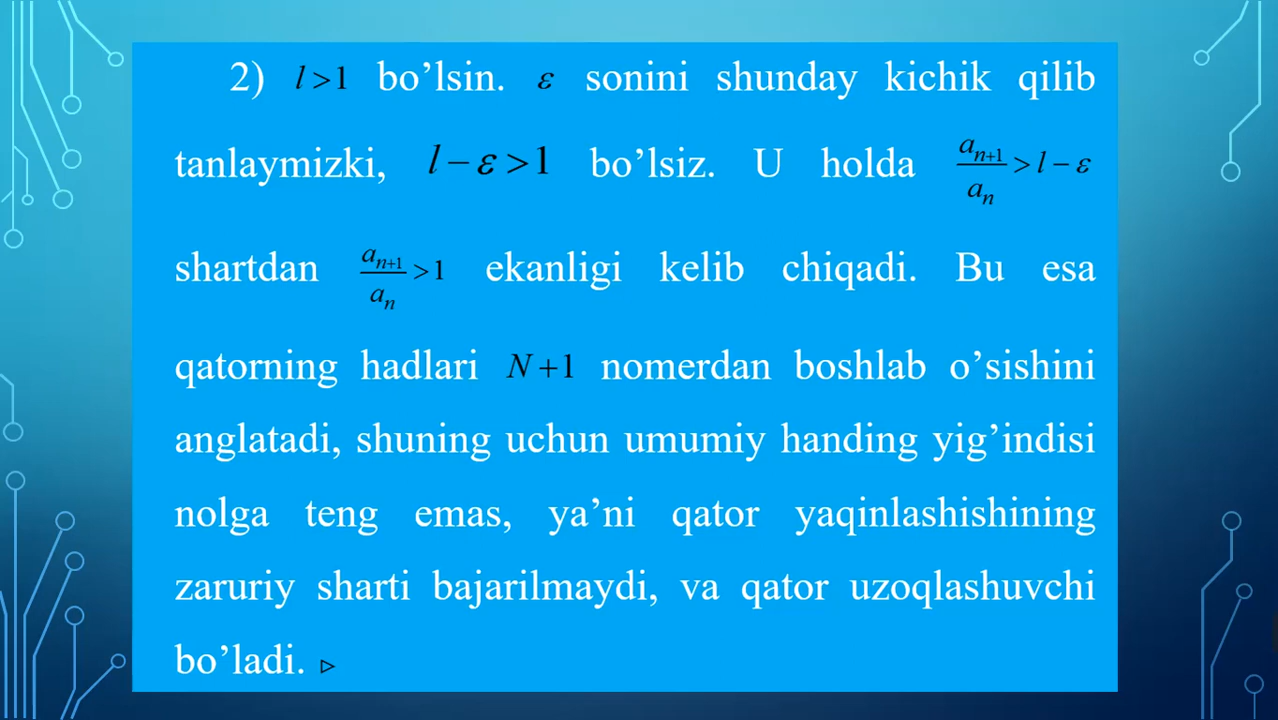 2) l > 1 bo’lsin. ε sonini shunday kichik qilib
tanlaymizki, l − ε > 1 bo’lsiz. U holda a_{n+1}/a_n > l − ε
shartdan a_{n+1}/a_n > 1 ekanligi kelib chiqadi. Bu esa
qatorning hadlari N+1 nomerdan boshlab o’sishini
anglatadi, shuning uchun umumiy handing yig’indisi
nolga teng emas, ya’ni qator yaqinlashishining
zaruriy sharti bajarilmaydi, va qator uzoqlashuvchi
bo’ladi. ▷